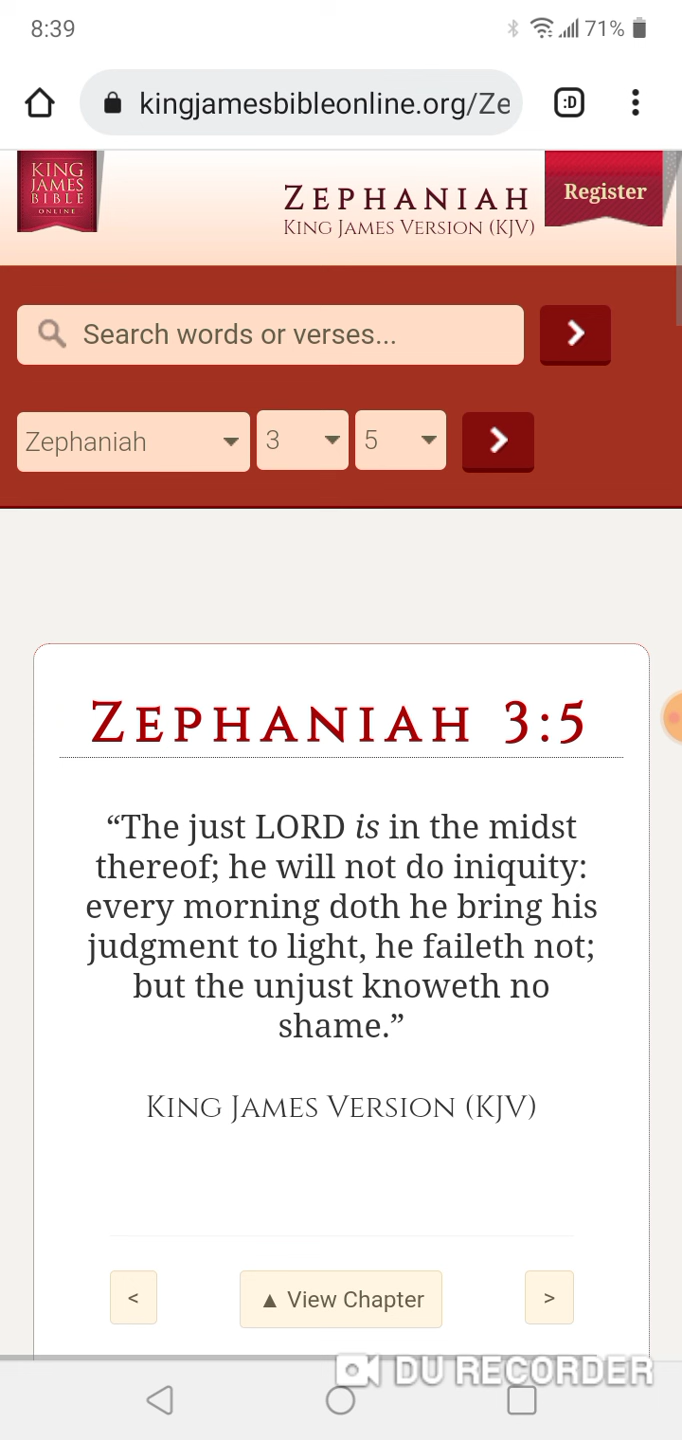 8:39
71%
kingjamesbibleonline.org/Ze
:D
KING
JAMES
BIBLE
ONLINE
ZEPHANIAH
KING JAMES VERSION (KJV)
Register
Search words or verses...
Zephaniah 3 5
ZEPHANIAH 3:5
“The just LORD is in the midst
thereof; he will not do iniquity:
every morning doth he bring his
judgment to light, he faileth not;
but the unjust knoweth no
shame.”
KING JAMES VERSION (KJV)
< ▲ View Chapter >
DU RECORDER